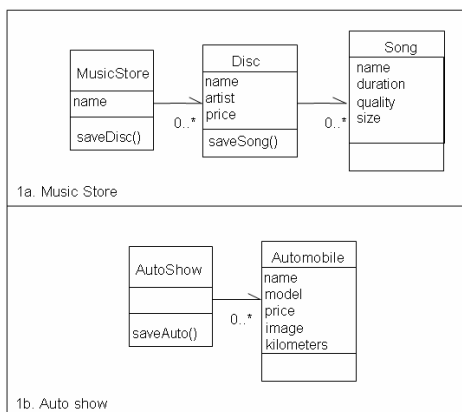 MusicStore
name
saveDisc()
0..*
Disc
name
artist
price
saveSong()
0..*
Song
name
duration
quality
size
1a. Music Store
AutoShow
saveAuto()
0..*
Automobile
name
model
price
image
kilometers
1b. Auto show